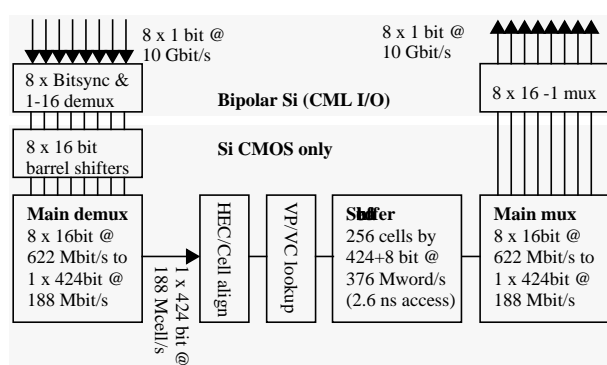 8 x 1 bit @
10 Gbit/s
8 x 1 bit @
10 Gbit/s
8 x Bitsync &
1-16 demux
Bipolar Si (CML I/O)
8 x 16 -1 mux
8 x 16 bit
barrel shifters
Si CMOS only
Main demux
8 x 16bit @
622 Mbit/s to
1 x 424bit @
188 Mbit/s
1 x 424 bit @
188 Mcell/s
HEC/Cell align
VP/VC lookup
256 cells by
424+8 bit @
376 Mword/s
(2.6 ns access)
Main mux
8 x 16bit @
622 Mbit/s to
1 x 424bit @
188 Mbit/s